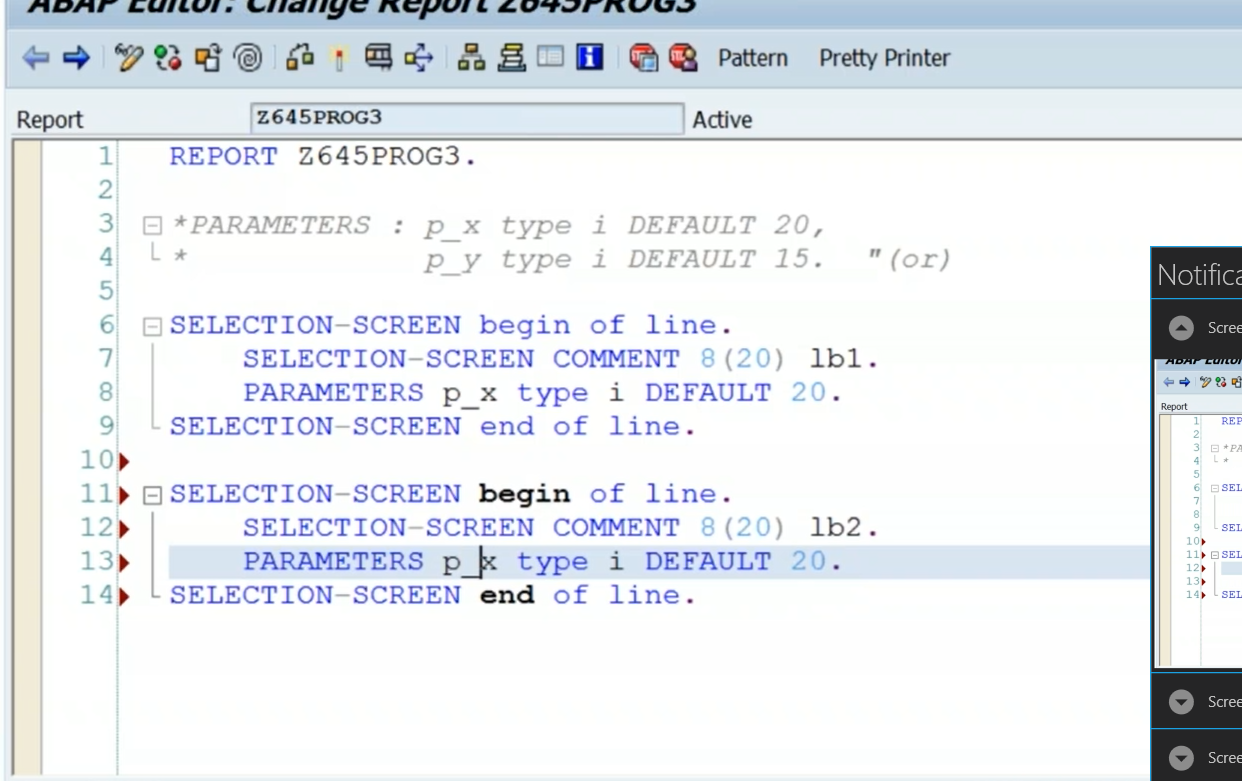 ABAP Editor: Change Report Z645PROG3
Pattern Pretty Printer
Report Z645PROG3 Active
1 REPORT Z645PROG3.
2
3 *PARAMETERS : p_x type i DEFAULT 20,
4 * p_y type i DEFAULT 15. "(or)
5
6 SELECTION-SCREEN begin of line.
7 SELECTION-SCREEN COMMENT 8(20) lb1.
8 PARAMETERS p_x type i DEFAULT 20.
9 SELECTION-SCREEN end of line.
10
11 SELECTION-SCREEN begin of line.
12 SELECTION-SCREEN COMMENT 8(20) lb2.
13 PARAMETERS p_x type i DEFAULT 20.
14 SELECTION-SCREEN end of line.
Notifica
Scree
ABAP Editor
Report
1 REP
2
3 *PA
4 *
5
6 SEL
7
8
9 SEL
10
11 SEL
12
13
14 SEL
Scree
Scree